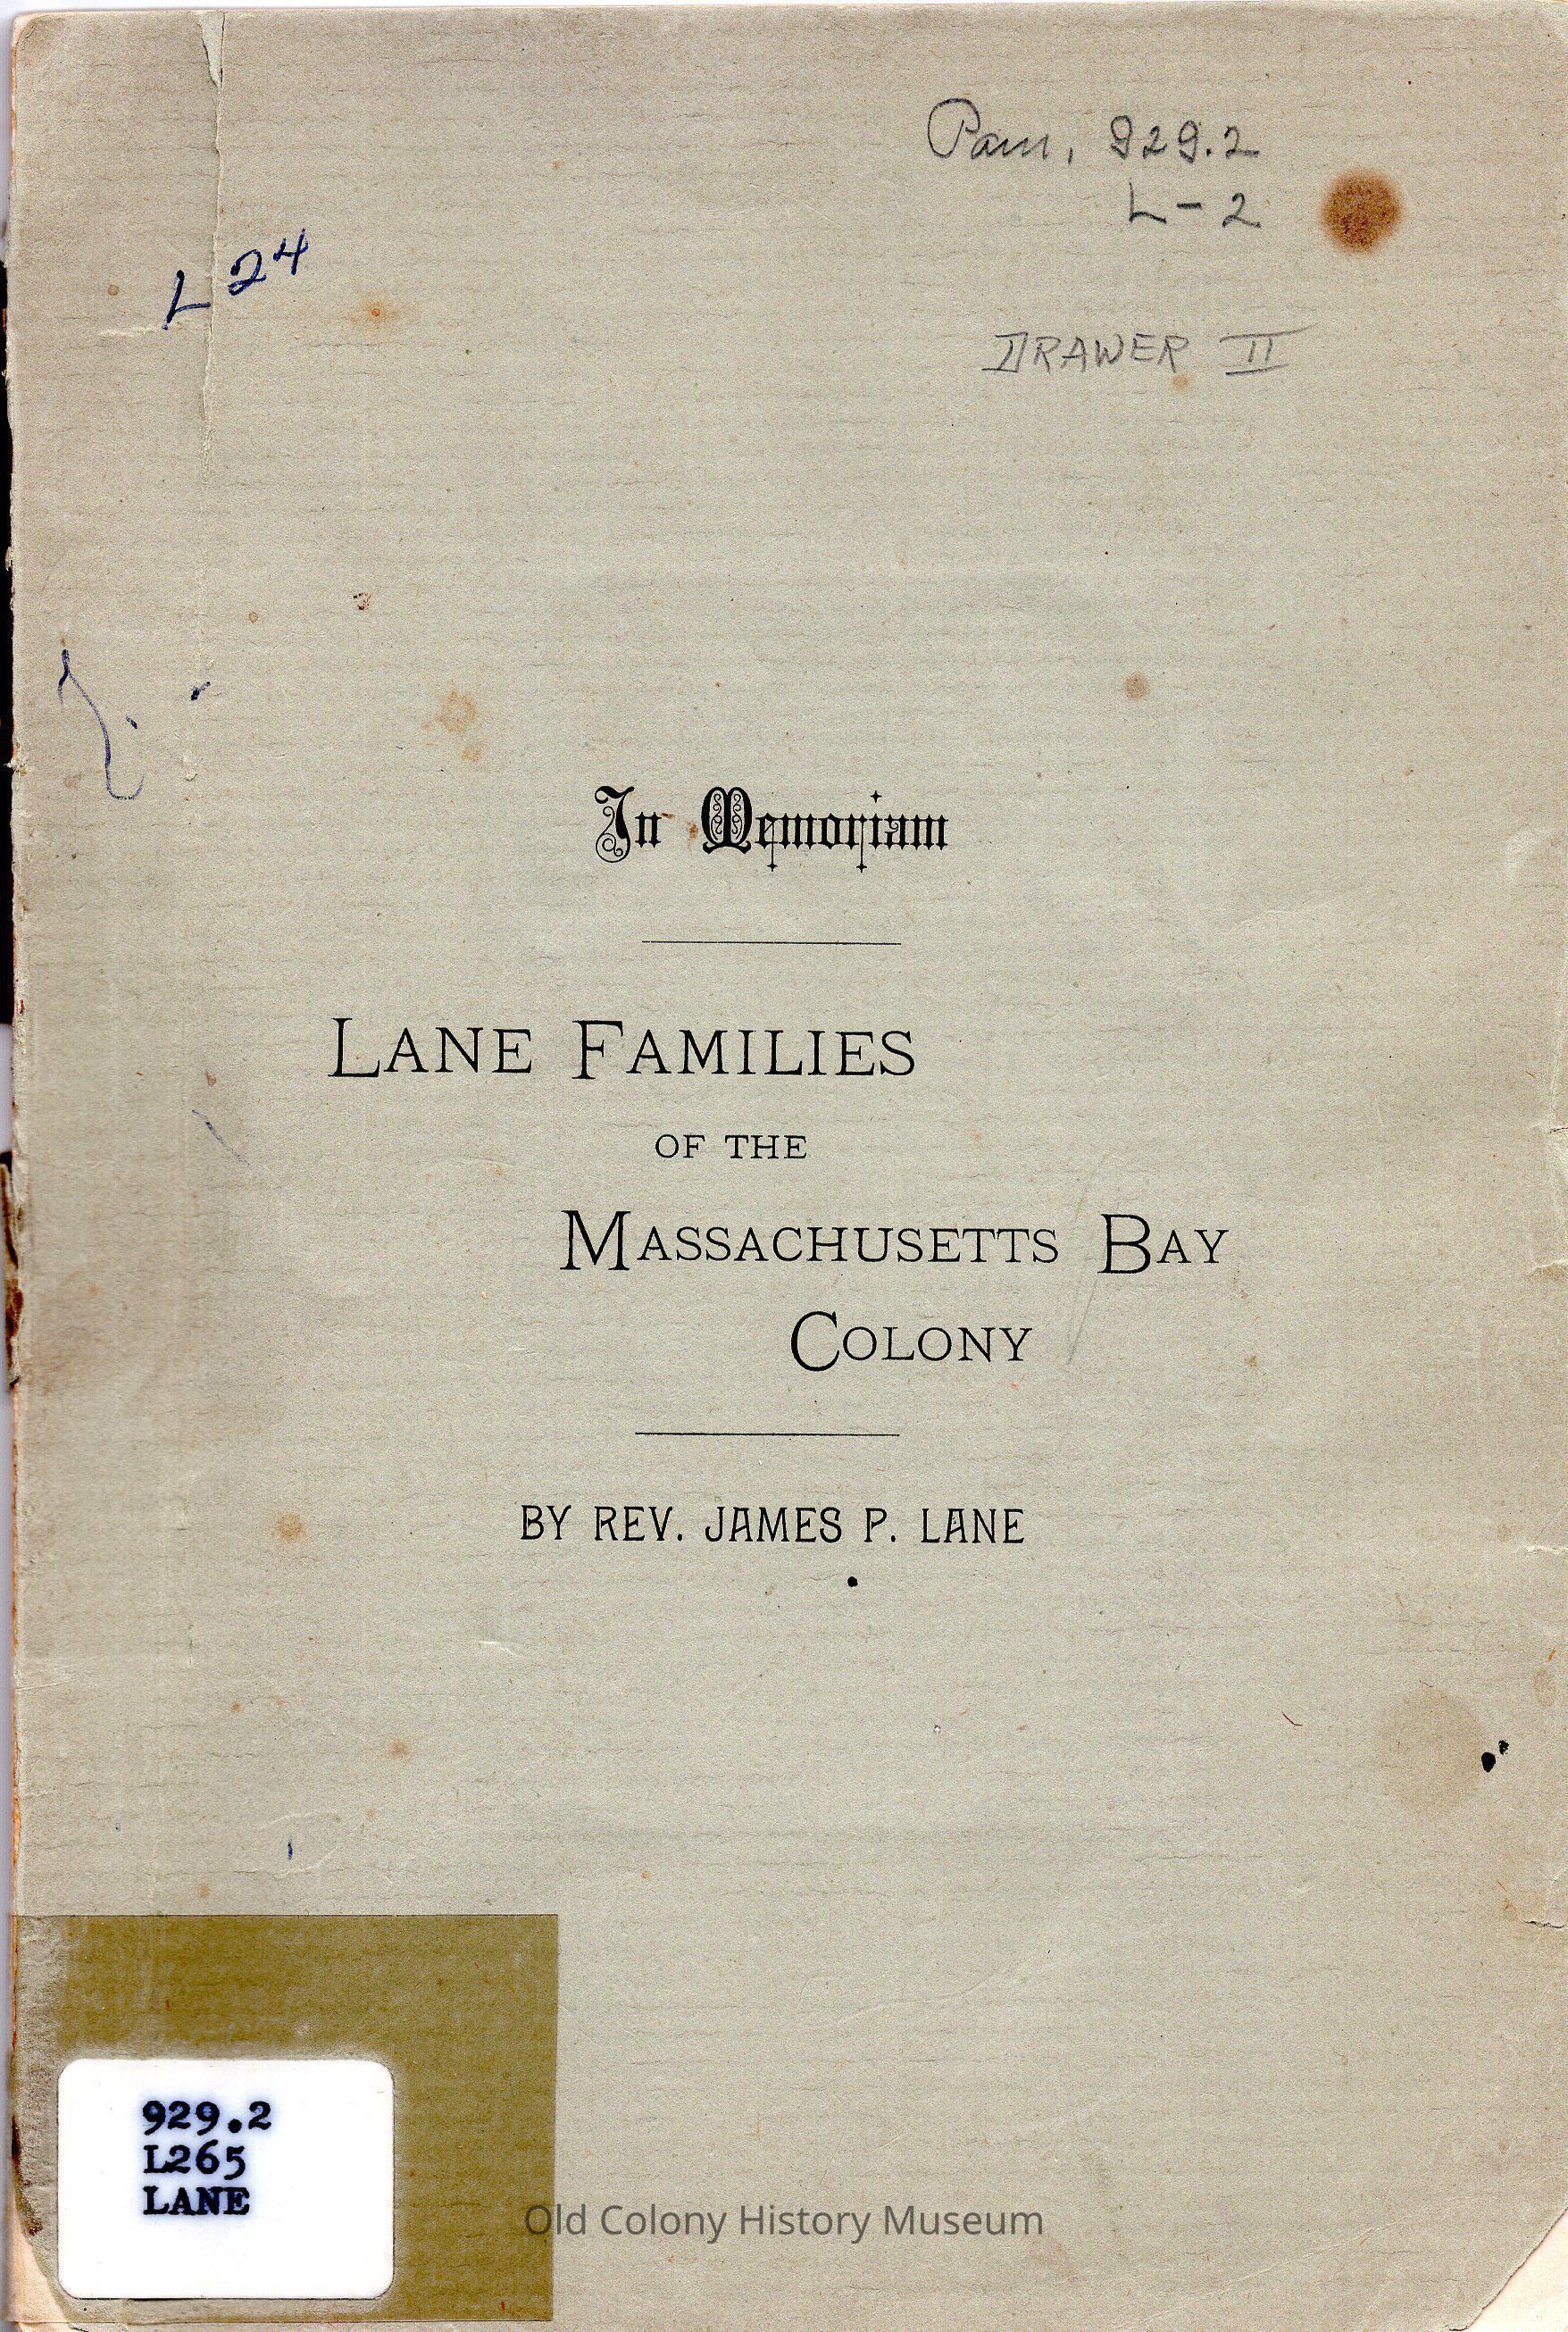 Pam, 929.2
L-2
L24
DRAWER II
In Memoriam
LANE FAMILIES
OF THE
MASSACHUSETTS BAY
COLONY
BY REV. JAMES P. LANE
929.2
L265
LANE
Old Colony History Museum